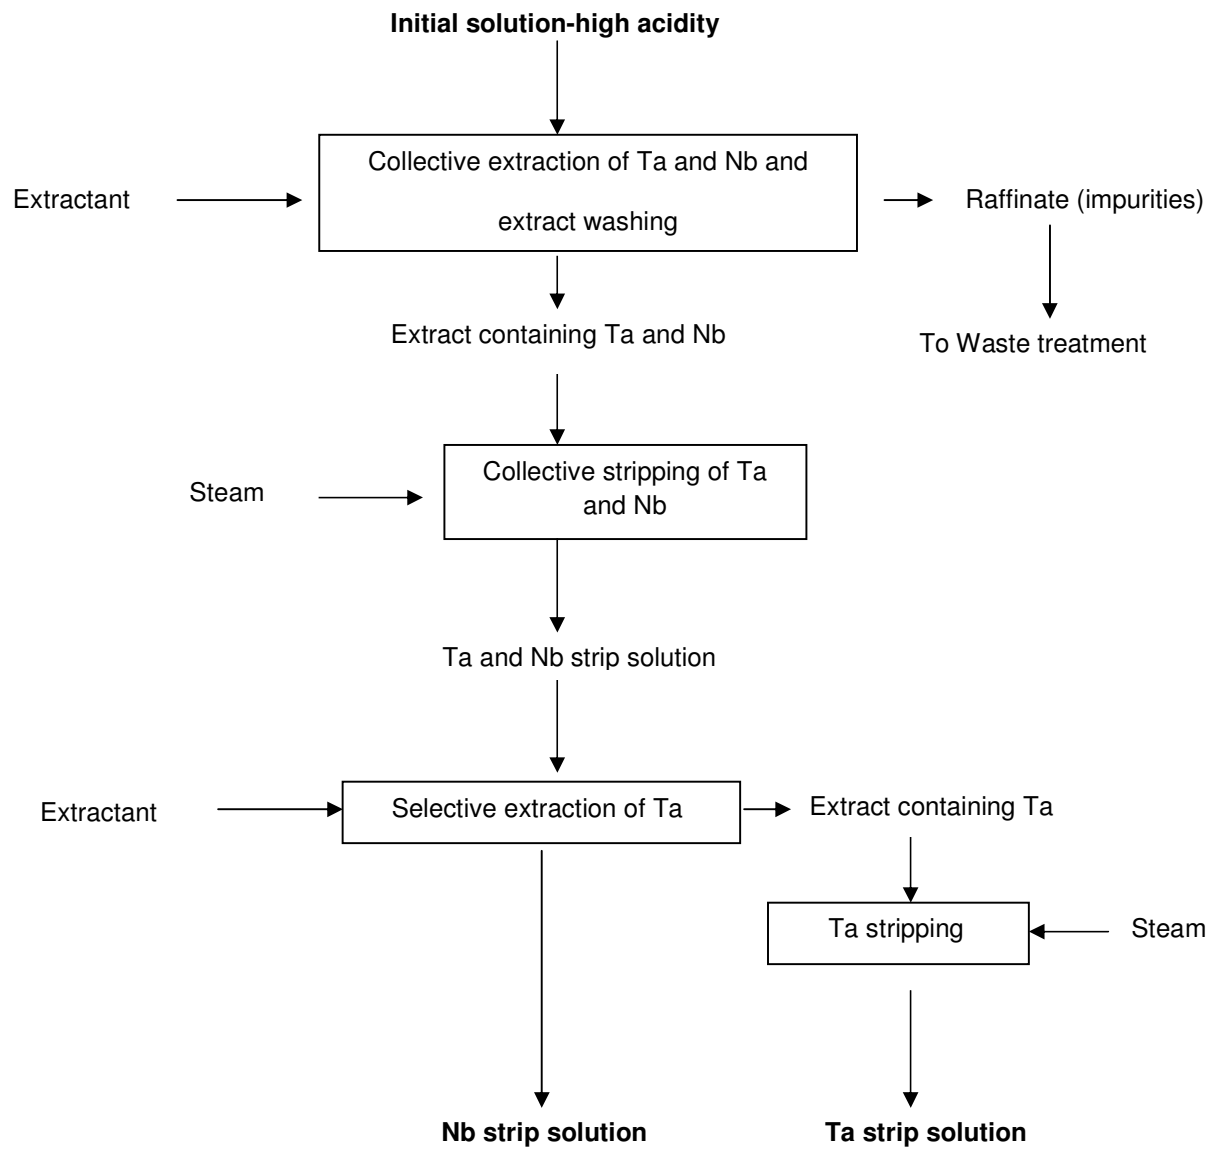 Initial solution-high acidity
Collective extraction of Ta and Nb and
extract washing
Extractant
Raffinate (impurities)
Extract containing Ta and Nb
To Waste treatment
Collective stripping of Ta
and Nb
Steam
Ta and Nb strip solution
Extractant
Selective extraction of Ta
Extract containing Ta
Ta stripping
Steam
Nb strip solution
Ta strip solution